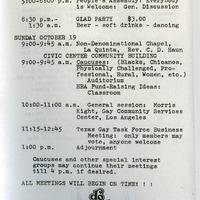 5:00-6:00 p.m. People's Assembly: Everybody is welcome! Gen. Discussion
8:30 p.m. GLAD PARTY $3.00
1:30 a.m. Beer - soft drinks - dancing
SUNDAY OCTOBER 19
9:00-9:45 a.m. Non-Denominational Chapel,
La Quinta, Rev. C. D. Haun
CIVIC CENTER COMMUNITY BUILDING
9:00-9:45 a.m. Caucuses: (Blacks, Chicanos,
Physically Challenged, Pro-
fessional, Rural, Women, etc.)
Auditorium
ERA Fund-Raising Ideas:
Classroom
10:00-11:00 a.m. General session: Morris
Kight, Gay Community Services
Center, Los Angeles
11:15-12:45 Texas Gay Task Force Business
Meeting: only members may
vote, anyone welcome
1:00 p.m. Adjournment
Caucuses and other special interest
groups may continue their meetings
till 4 p.m. if desired.
ALL MEETINGS WILL BEGIN ON TIME! ! !